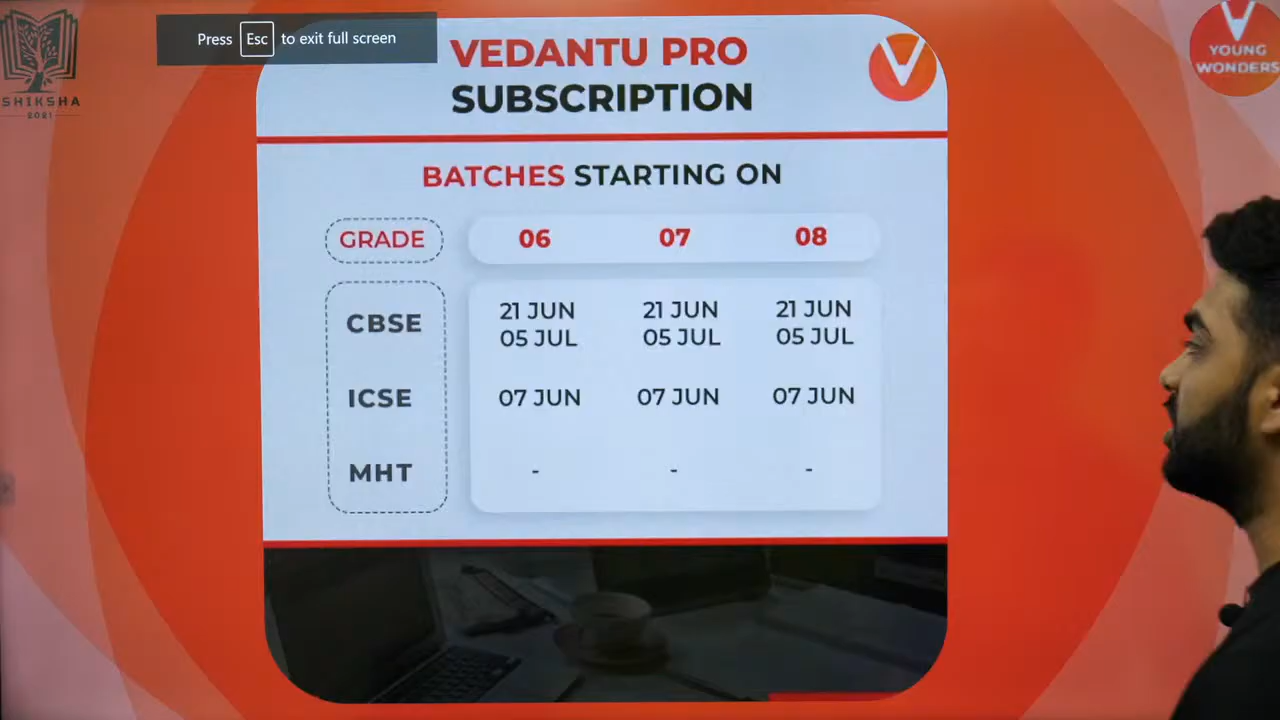 SHIKSHA
2021
Press Esc to exit full screen
VEDANTU PRO
SUBSCRIPTION
YOUNG
WONDERS
BATCHES STARTING ON
GRADE 06 07 08
CBSE 21 JUN 21 JUN 21 JUN
05 JUL 05 JUL 05 JUL
ICSE 07 JUN 07 JUN 07 JUN
MHT - - -